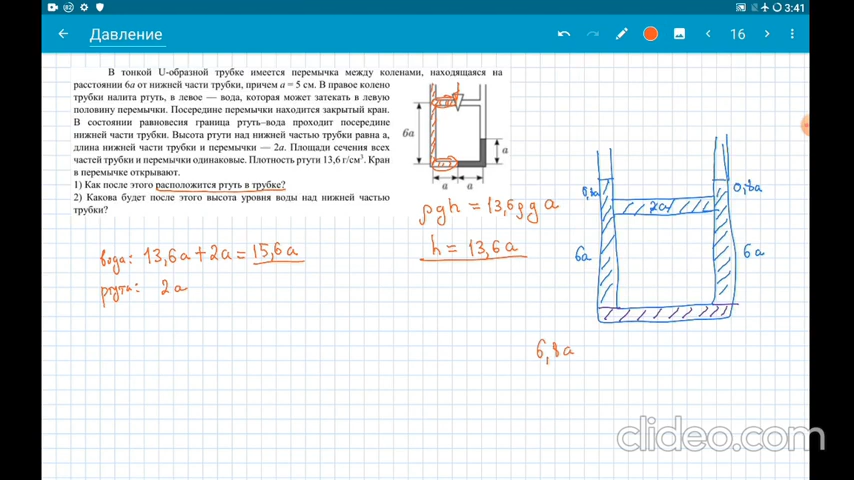 82
3:41
Давление
16
В тонкой U-образной трубке имеется перемычка между коленами, находящаяся на
расстоянии 6a от нижней части трубки, причем a = 5 см. В правое колено
трубки налита ртуть, в левое — вода, которая может затекать в левую
половину перемычки. Посередине перемычки находится закрытый кран.
В состоянии равновесия граница ртуть–вода проходит посередине
нижней части трубки. Высота ртути над нижней частью трубки равна a,
длина нижней части трубки и перемычки — 2a. Площади сечения всех
частей трубки и перемычки одинаковые. Плотность ртути 13,6 г/см³. Кран
в перемычке открывают.
1) Как после этого расположится ртуть в трубке?
2) Какова будет после этого высота уровня воды над нижней частью
трубки?
6a
a
a a
ρgh = 13,6ρg a
h = 13,6a
вода: 13,6a + 2a = 15,6a
ртуть: 2a
0,8a
0,8a
2a
6a
6a
6,8a
clideo.com